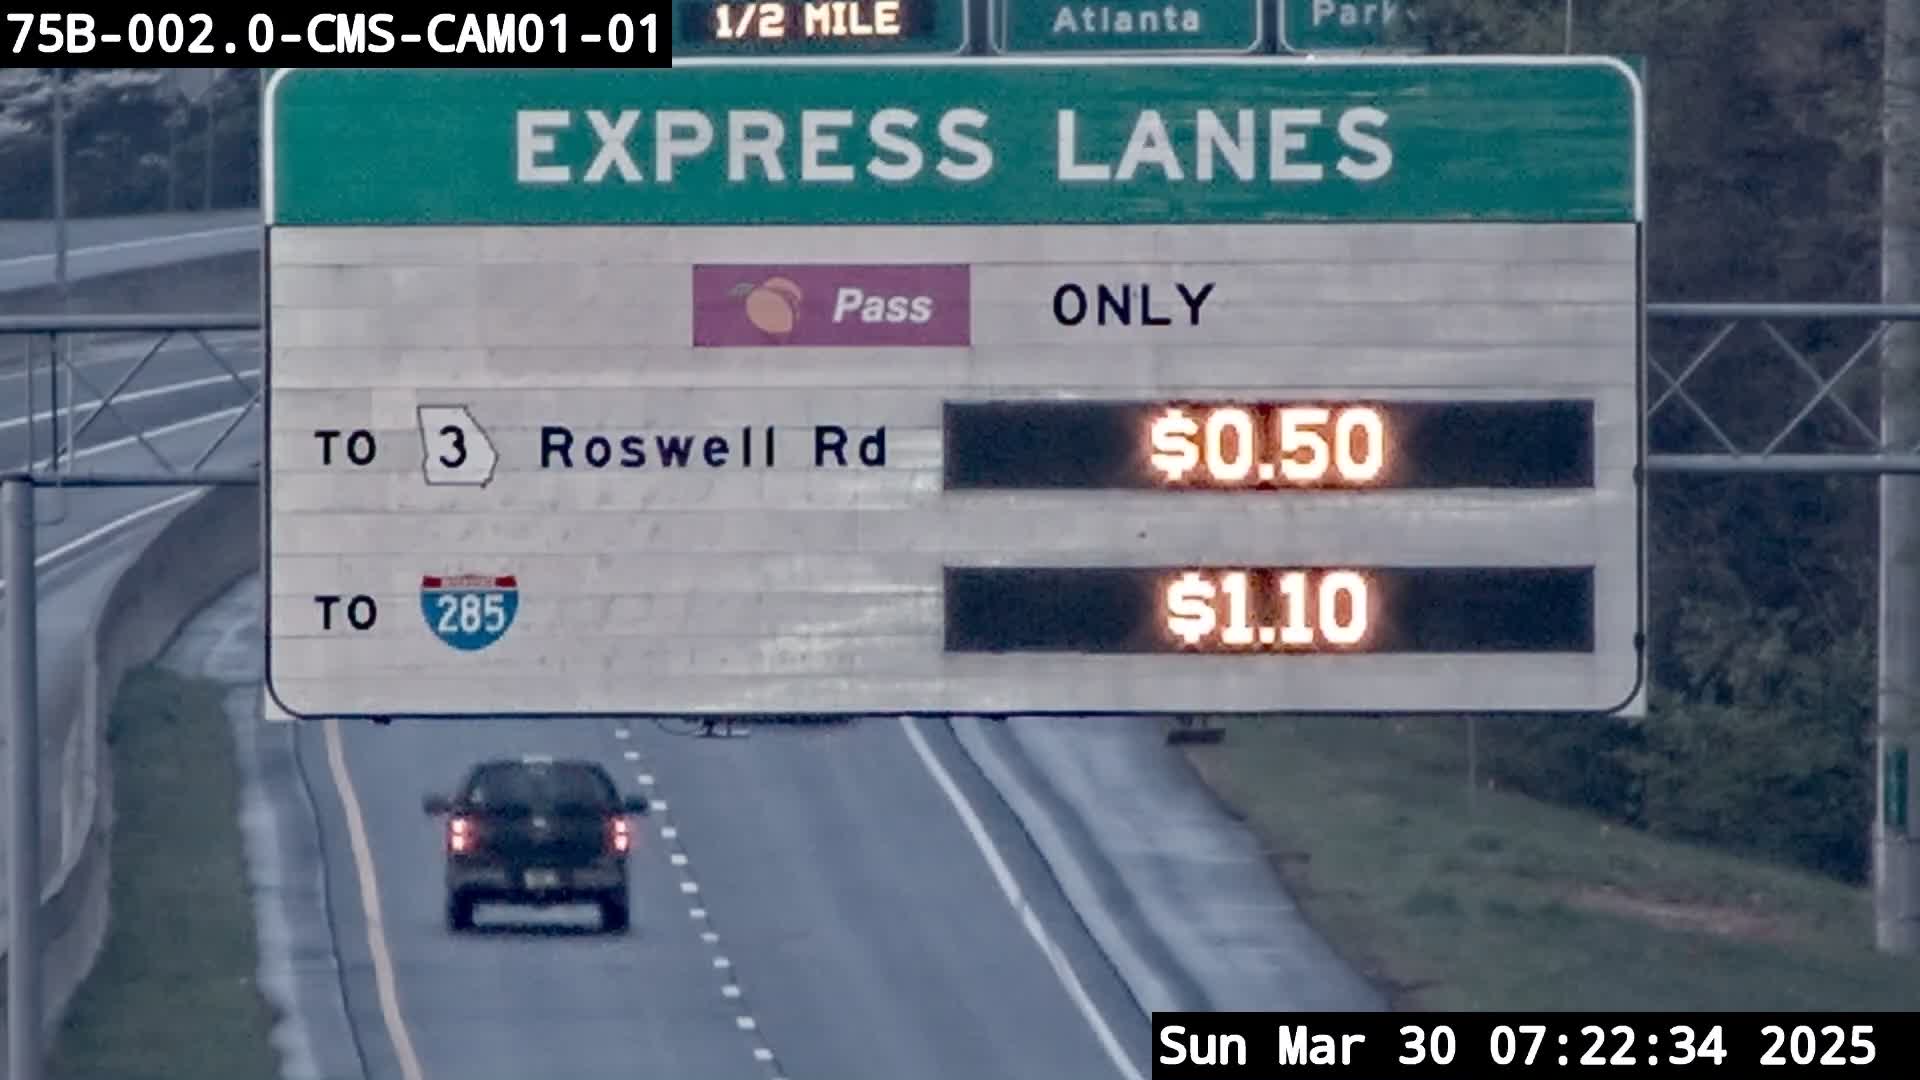 75B-002.0-CMS-CAM01-01
1/2 MILE
Atlanta
Park
EXPRESS LANES
Pass ONLY
TO 3 Roswell Rd $0.50
TO 285 $1.10
Sun Mar 30 07:22:34 2025